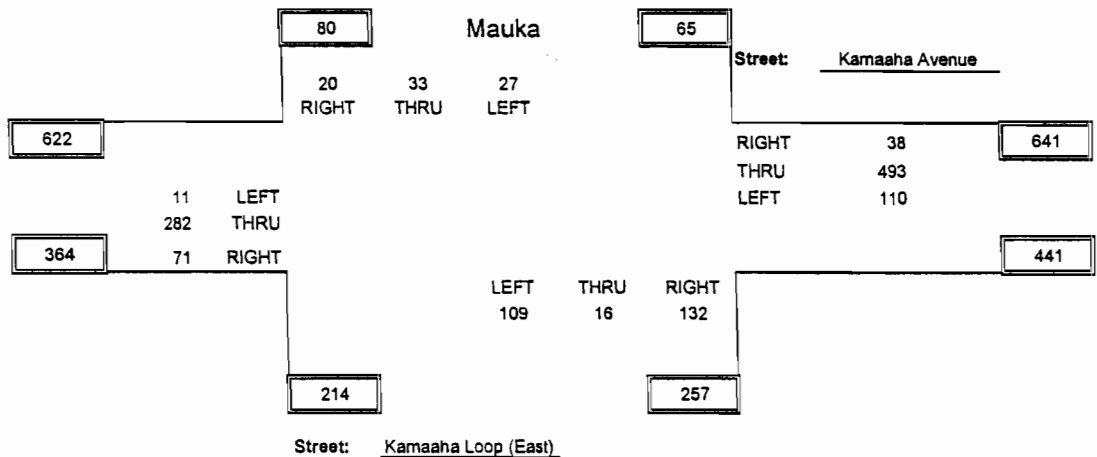 80 Mauka 65
Street: Kamaaha Avenue
20 33 27
RIGHT THRU LEFT
622
RIGHT 38 641
THRU 493
LEFT 110
11 LEFT
282 THRU
364 71 RIGHT
441
LEFT THRU RIGHT
109 16 132
214 257
Street: Kamaaha Loop (East)